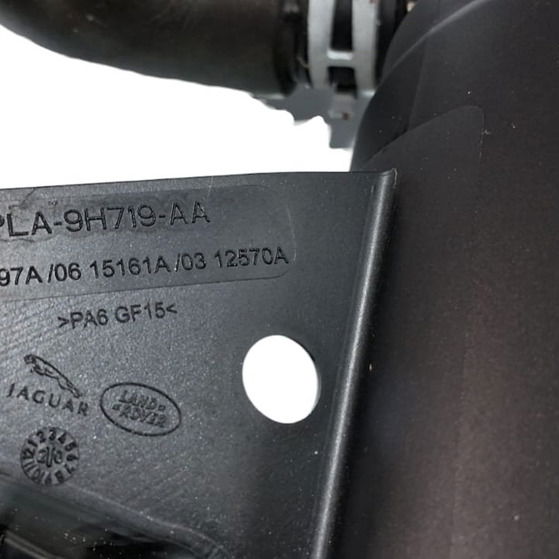 PLA-9H719-AA
97A/06 15161A/03 12570A
>PA6 GF15<
JAGUAR
LAND-
ROVER